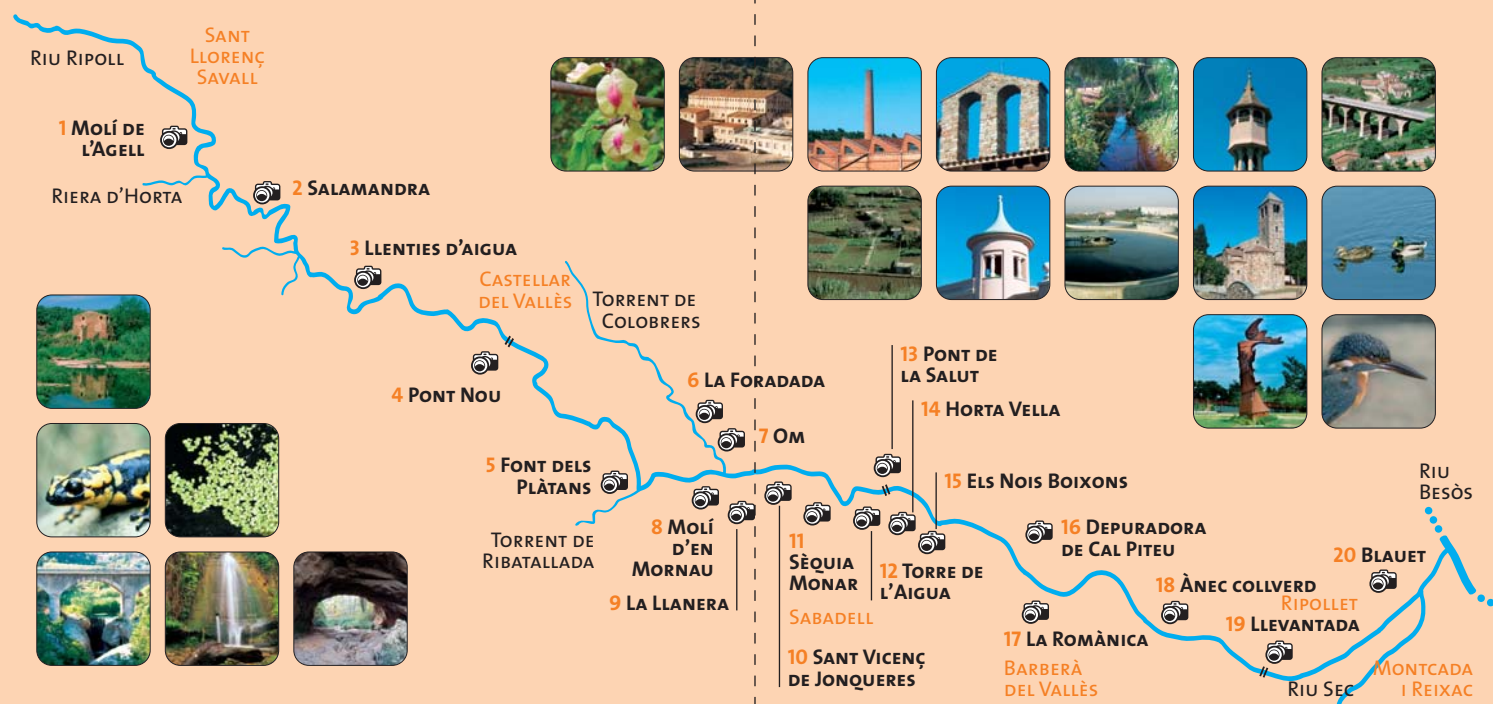 Riu Ripoll
Sant
Llorenç
Savall
1 Molí de
l'Agell
Riera d'Horta
2 Salamandra
3 Llenties d'aigua
Castellar
del Vallès
Torrent de
Colobrers
4 Pont Nou
5 Font dels
Plàtans
Torrent de
Ribatallada
6 La Foradada
7 Om
8 Molí
d'en
Mornau
9 La Llanera
10 Sant Vicenç
de Jonqueres
11
Sèquia
Monar
Sabadell
12 Torre de
l'Aigua
13 Pont de
la Salut
14 Horta Vella
15 Els Nois Boixons
16 Depuradora
de Cal Piteu
17 La Romànica
Barberà
del Vallès
18 Ànec collverd
Ripollet
19 Llevantada
20 Blauet
Riu
Besòs
Riu Sec
Montcada
i Reixac